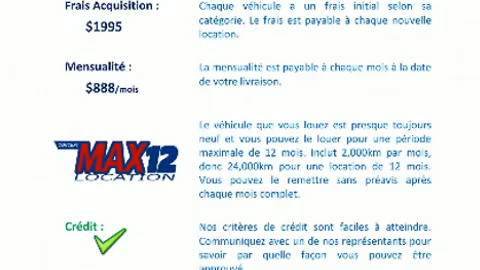 Frais Acquisition :
$1995
Chaque véhicule a un frais initial selon sa
catégorie. Le frais est payable à chaque nouvelle
location.
Mensualité :
$888/mois
La mensualité est payable à chaque mois à la date
de votre livraison.
MAX12
LOCATION
Le véhicule que vous louez est presque toujours
neuf et vous pouvez le louer pour une période
maximale de 12 mois. Inclut 2,000km par mois,
donc 24,000km pour une location de 12 mois.
Vous pouvez le remettre sans préavis après
chaque mois complet.
Crédit :
Nos critères de crédit sont faciles à atteindre.
Communiquez avec un de nos représentants pour
savoir par quelle façon vous pouvez être
approuvé